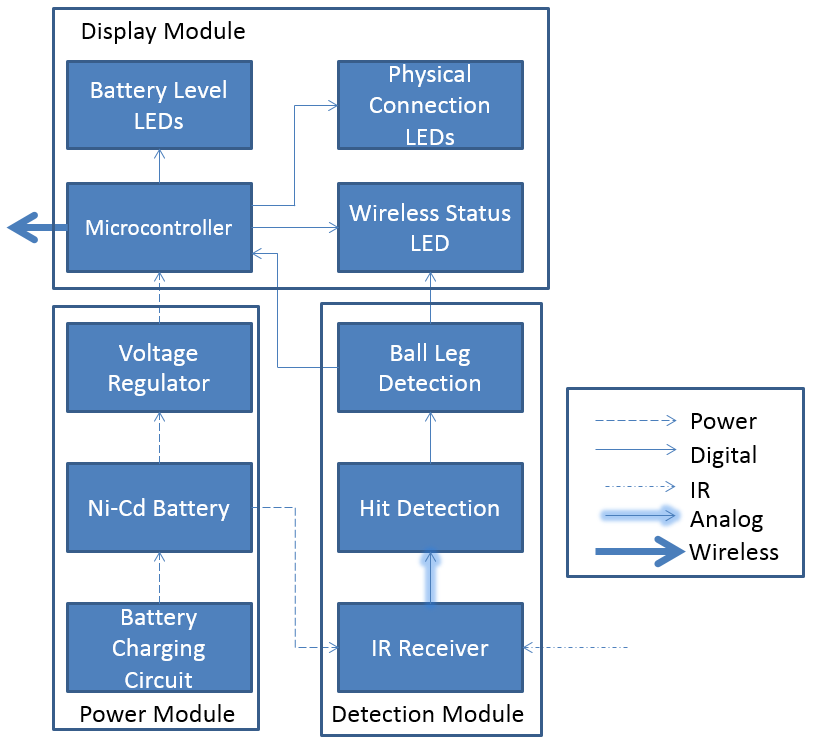 Display Module
Battery Level
LEDs
Physical
Connection
LEDs
Microcontroller
Wireless Status
LED
Voltage
Regulator
Ball Leg
Detection
Ni-Cd Battery
Hit Detection
Battery
Charging
Circuit
IR Receiver
Power Module
Detection Module
Power
Digital
IR
Analog
Wireless